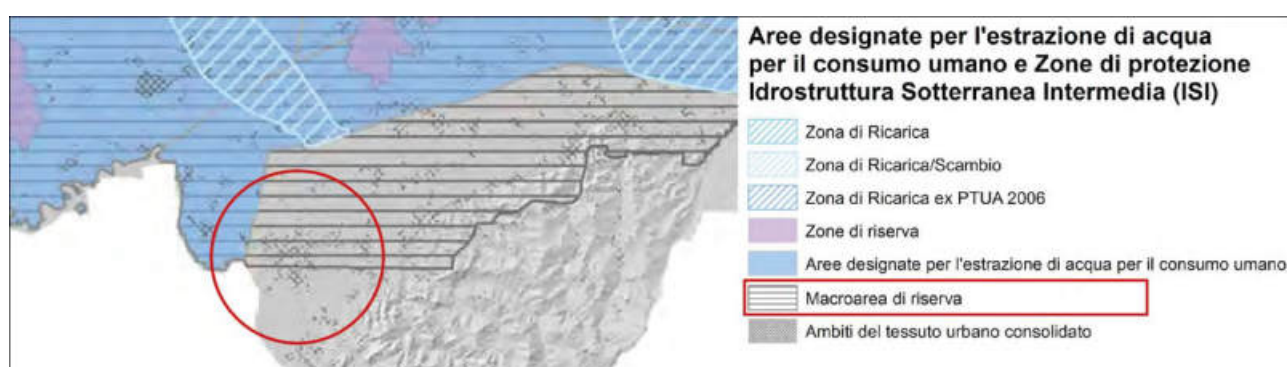 Aree designate per l'estrazione di acqua
per il consumo umano e Zone di protezione
Idrostruttura Sotterranea Intermedia (ISI)
Zona di Ricarica
Zona di Ricarica/Scambio
Zona di Ricarica ex PTUA 2006
Zone di riserva
Aree designate per l'estrazione di acqua per il consumo umano
Macroarea di riserva
Ambiti del tessuto urbano consolidato